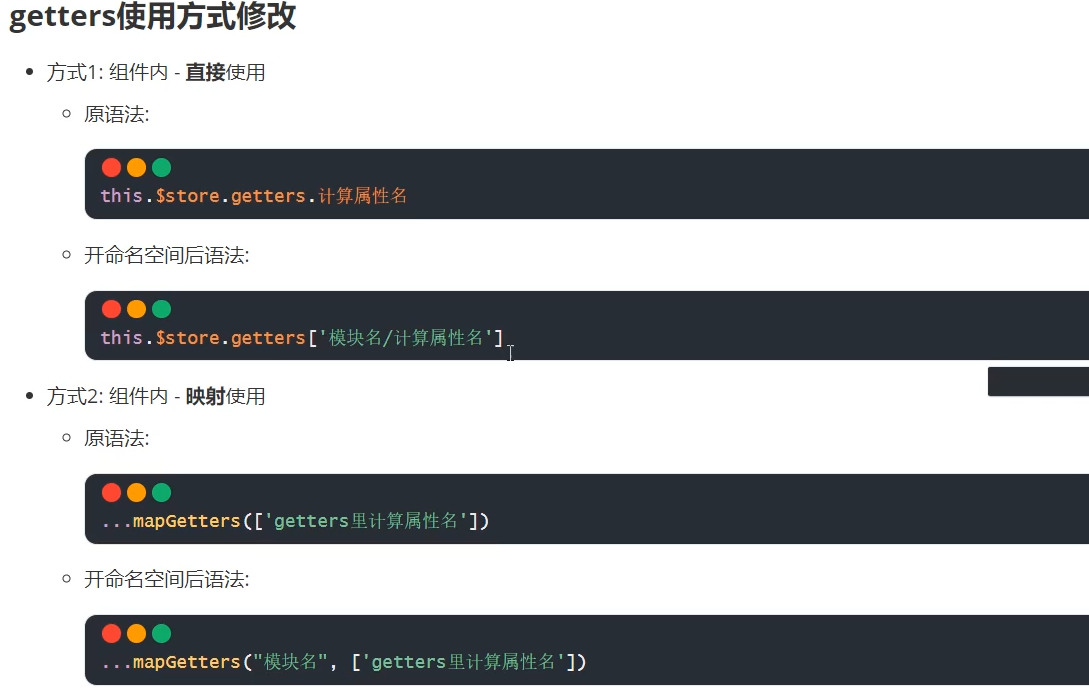 getters使用方式修改
方式1: 组件内 - 直接使用
原语法:
this.$store.getters.计算属性名
开命名空间后语法:
this.$store.getters['模块名/计算属性名']
方式2: 组件内 - 映射使用
原语法:
...mapGetters(['getters里计算属性名'])
开命名空间后语法:
...mapGetters("模块名", ['getters里计算属性名'])